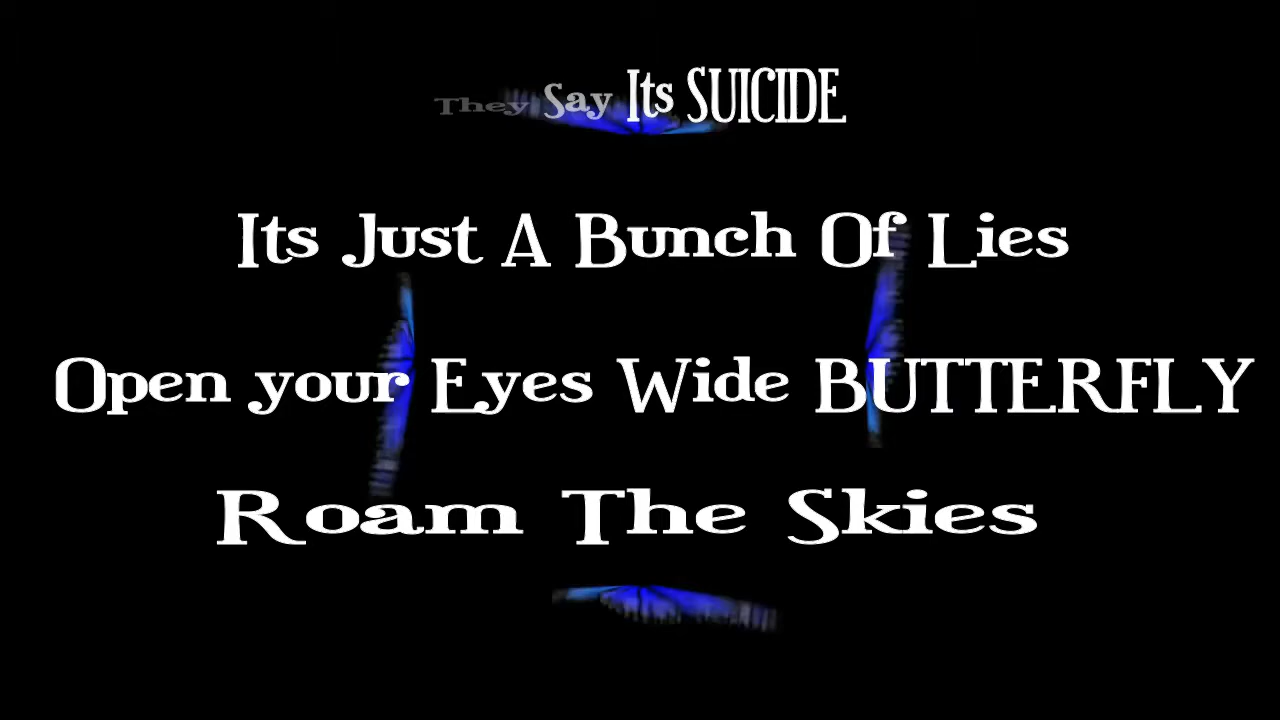 They Say Its SUICIDE
Its Just A Bunch Of Lies
Open your Eyes Wide BUTTERFLY
Roam The Skies